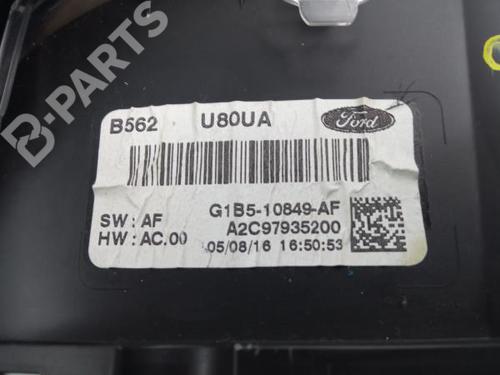 B-PARTS
B562 U80UA Ford
G1B5-10849-AF
SW: AF A2C97935200
HW: AC.00 05/08/16 16:50:53